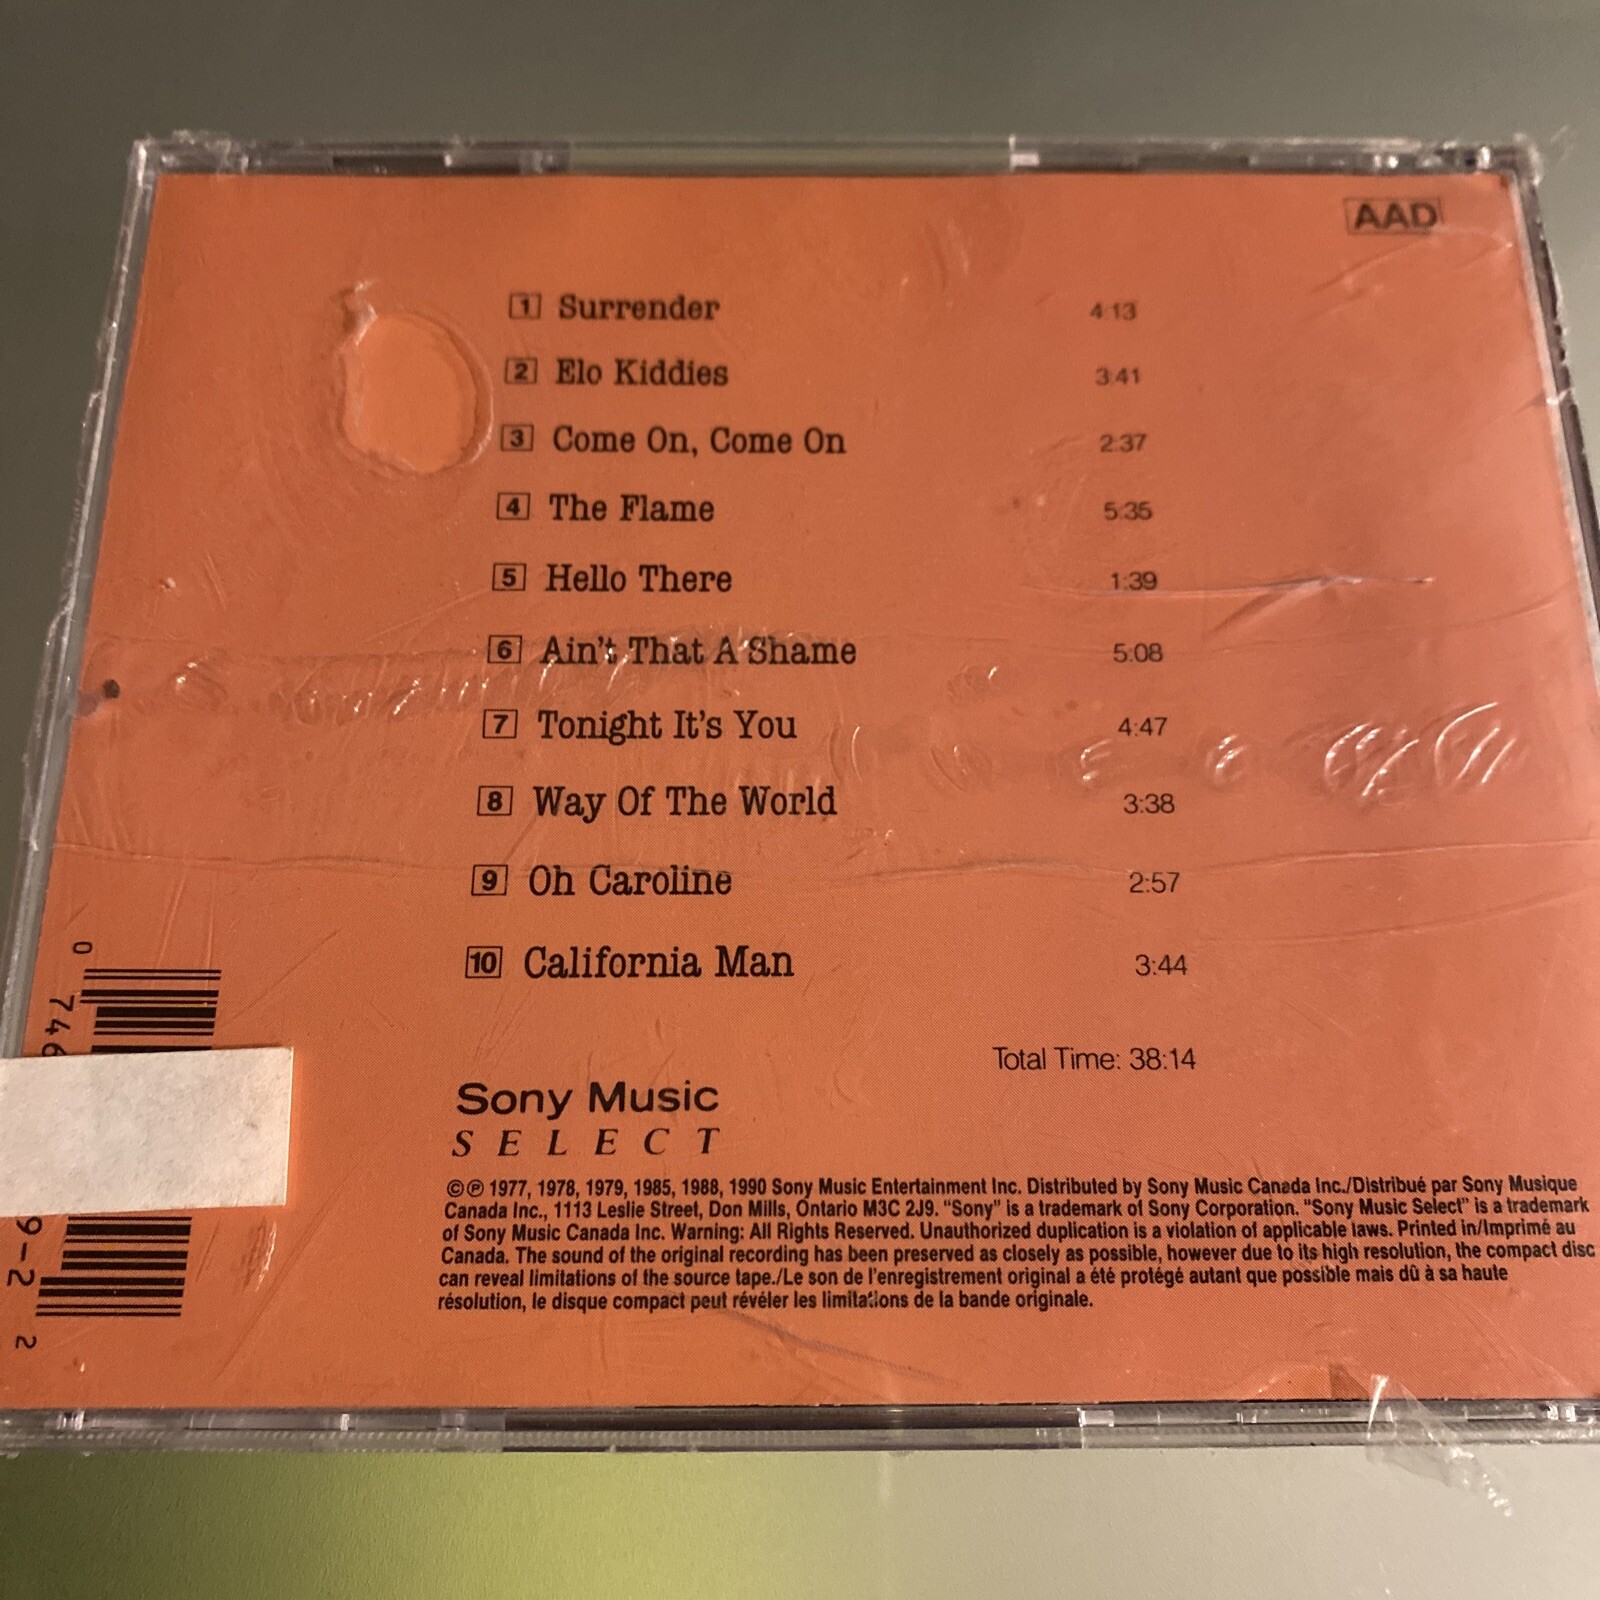 AAD
1 Surrender 4:13
2 Elo Kiddies 3:41
3 Come On, Come On 2:37
4 The Flame 5:35
5 Hello There 1:39
6 Ain't That A Shame 5:08
7 Tonight It's You 4:47
8 Way Of The World 3:38
9 Oh Caroline 2:57
10 California Man 3:44
Total Time: 38:14
0 746 9-2 2
Sony Music
SELECT
©℗ 1977, 1978, 1979, 1985, 1988, 1990 Sony Music Entertainment Inc. Distributed by Sony Music Canada Inc./Distribué par Sony Musique
Canada Inc., 1113 Leslie Street, Don Mills, Ontario M3C 2J9. "Sony" is a trademark of Sony Corporation. "Sony Music Select" is a trademark
of Sony Music Canada Inc. Warning: All Rights Reserved. Unauthorized duplication is a violation of applicable laws. Printed in/Imprimé au
Canada. The sound of the original recording has been preserved as closely as possible, however due to its high resolution, the compact disc
can reveal limitations of the source tape./Le son de l'enregistrement original a été protégé autant que possible mais dû à sa haute
résolution, le disque compact peut révéler les limitations de la bande originale.